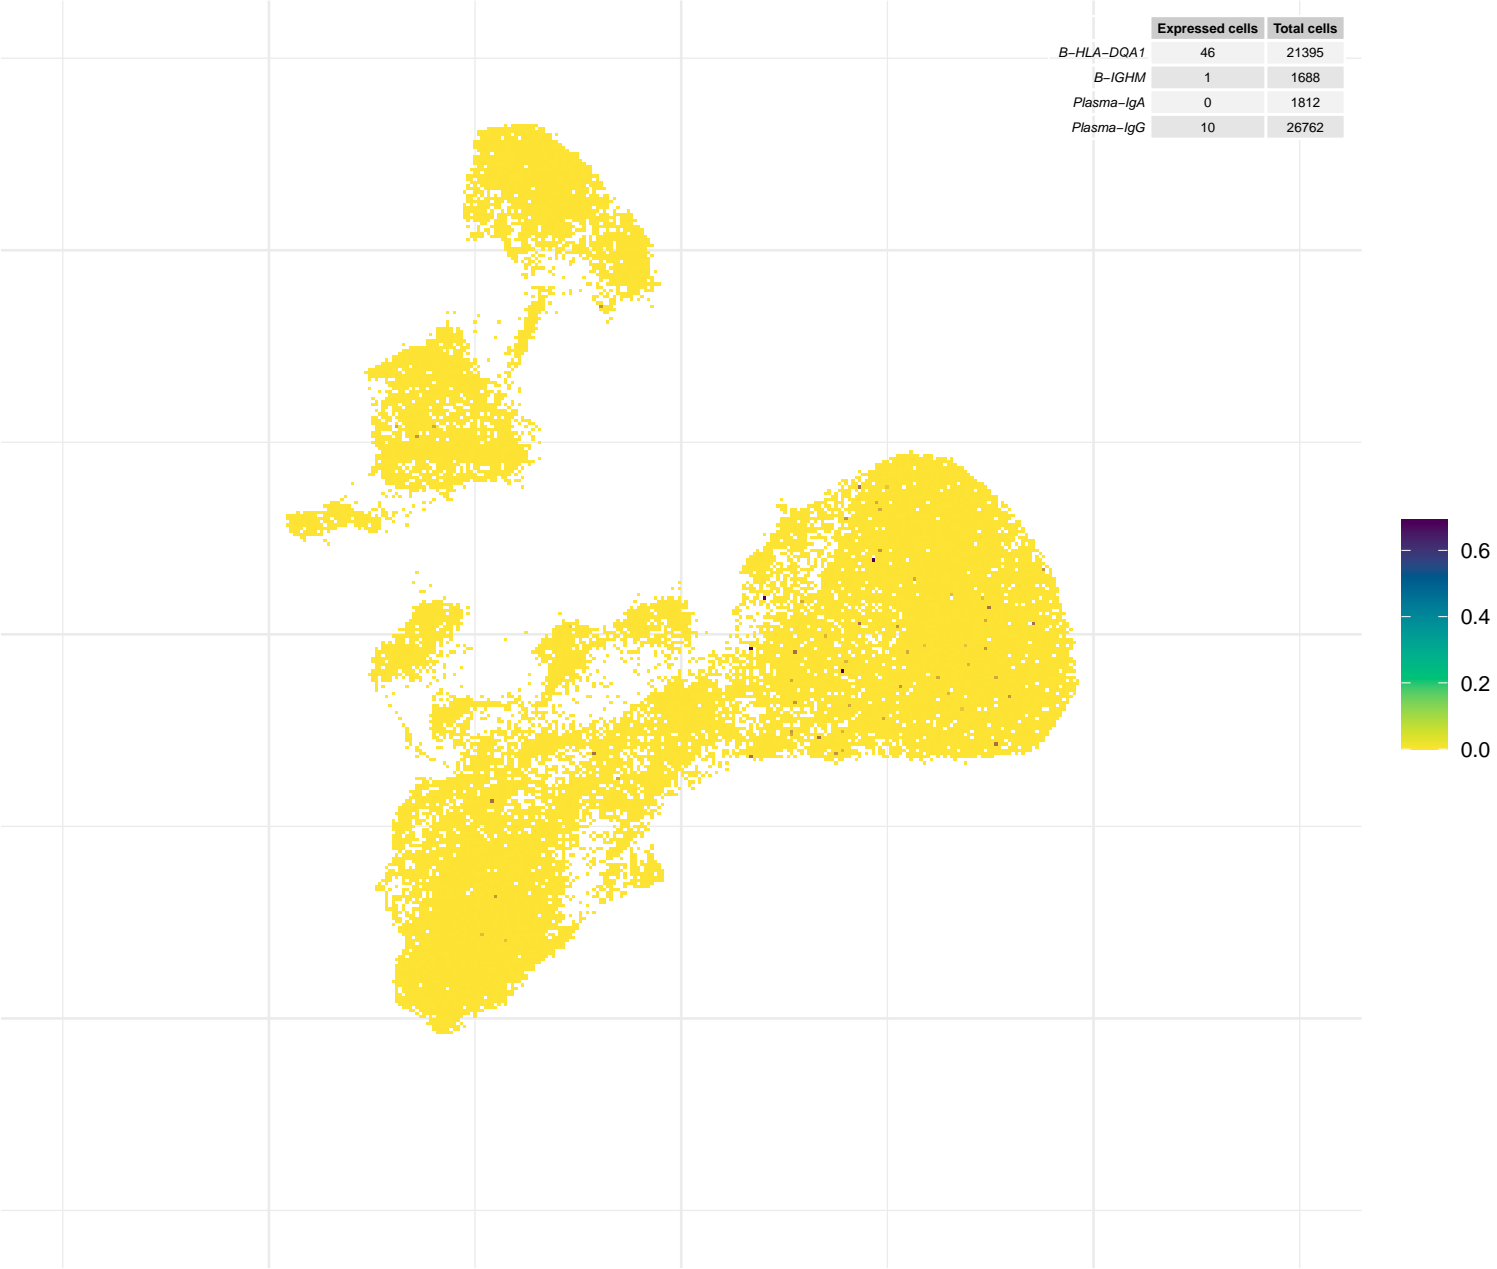 Expressed cells Total cells
B−HLA−DQA1 46 21395
B−IGHM 1 1688
Plasma−IgA 0 1812
Plasma−IgG 10 26762
0.6
0.4
0.2
0.0